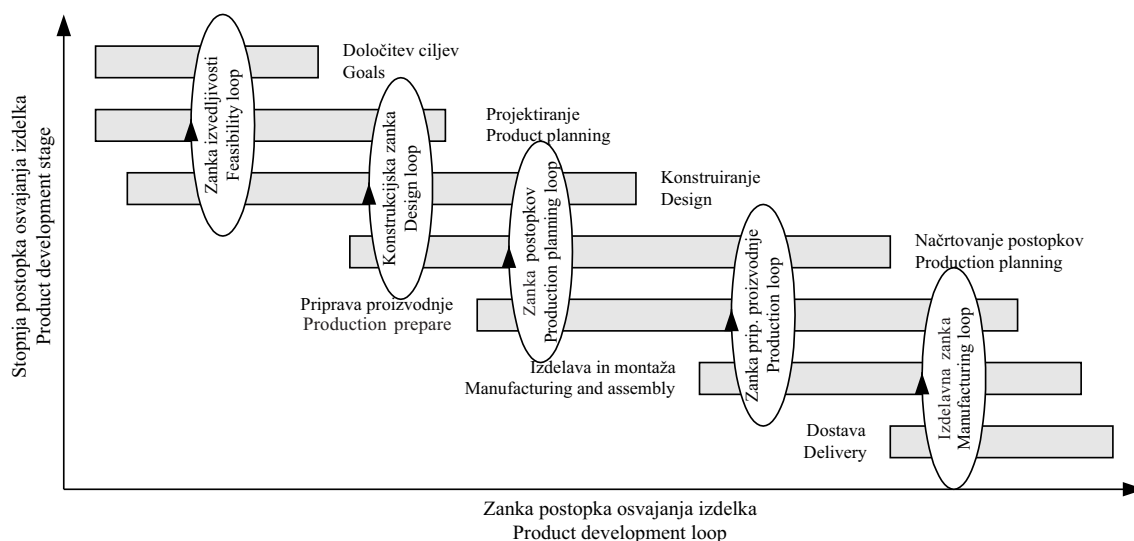 Stopnja postopka osvajanja izdelka
Product development stage
Določitev ciljev
Goals
Zanka izvedljivosti
Feasibility loop
Projektiranje
Product planning
Konstrukcijska zanka
Design loop
Konstruiranje
Design
Zanka postopkov
Production planning loop
Načrtovanje postopkov
Production planning
Priprava proizvodnje
Production prepare
Zanka prip. proizvodnje
Production loop
Izdelava in montaža
Manufacturing and assembly
Izdelavna zanka
Manufacturing loop
Dostava
Delivery
Zanka postopka osvajanja izdelka
Product development loop